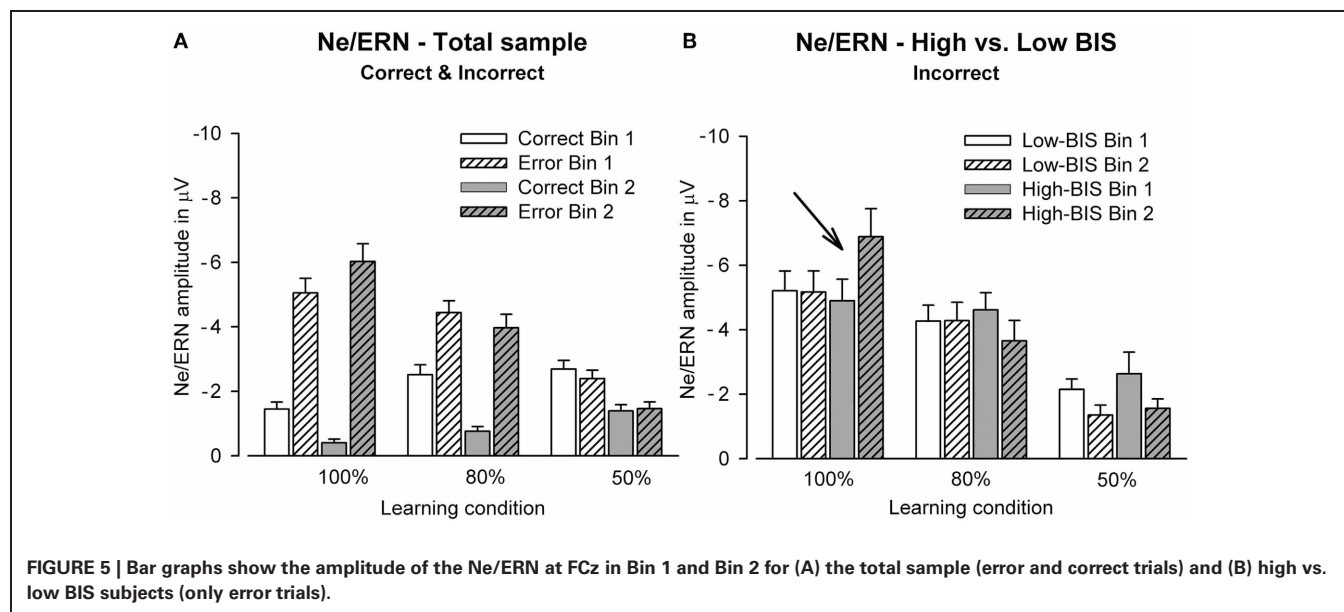 A
Ne/ERN - Total sample
Correct & Incorrect
Correct Bin 1
Error Bin 1
Correct Bin 2
Error Bin 2
Ne/ERN amplitude in μV
-10
-8
-6
-4
-2
0
100%
80%
50%
Learning condition
B
Ne/ERN - High vs. Low BIS
Incorrect
Low-BIS Bin 1
Low-BIS Bin 2
High-BIS Bin 1
High-BIS Bin 2
Ne/ERN amplitude in μV
-10
-8
-6
-4
-2
0
100%
80%
50%
Learning condition
FIGURE 5 | Bar graphs show the amplitude of the Ne/ERN at FCz in Bin 1 and Bin 2 for (A) the total sample (error and correct trials) and (B) high vs.
low BIS subjects (only error trials).